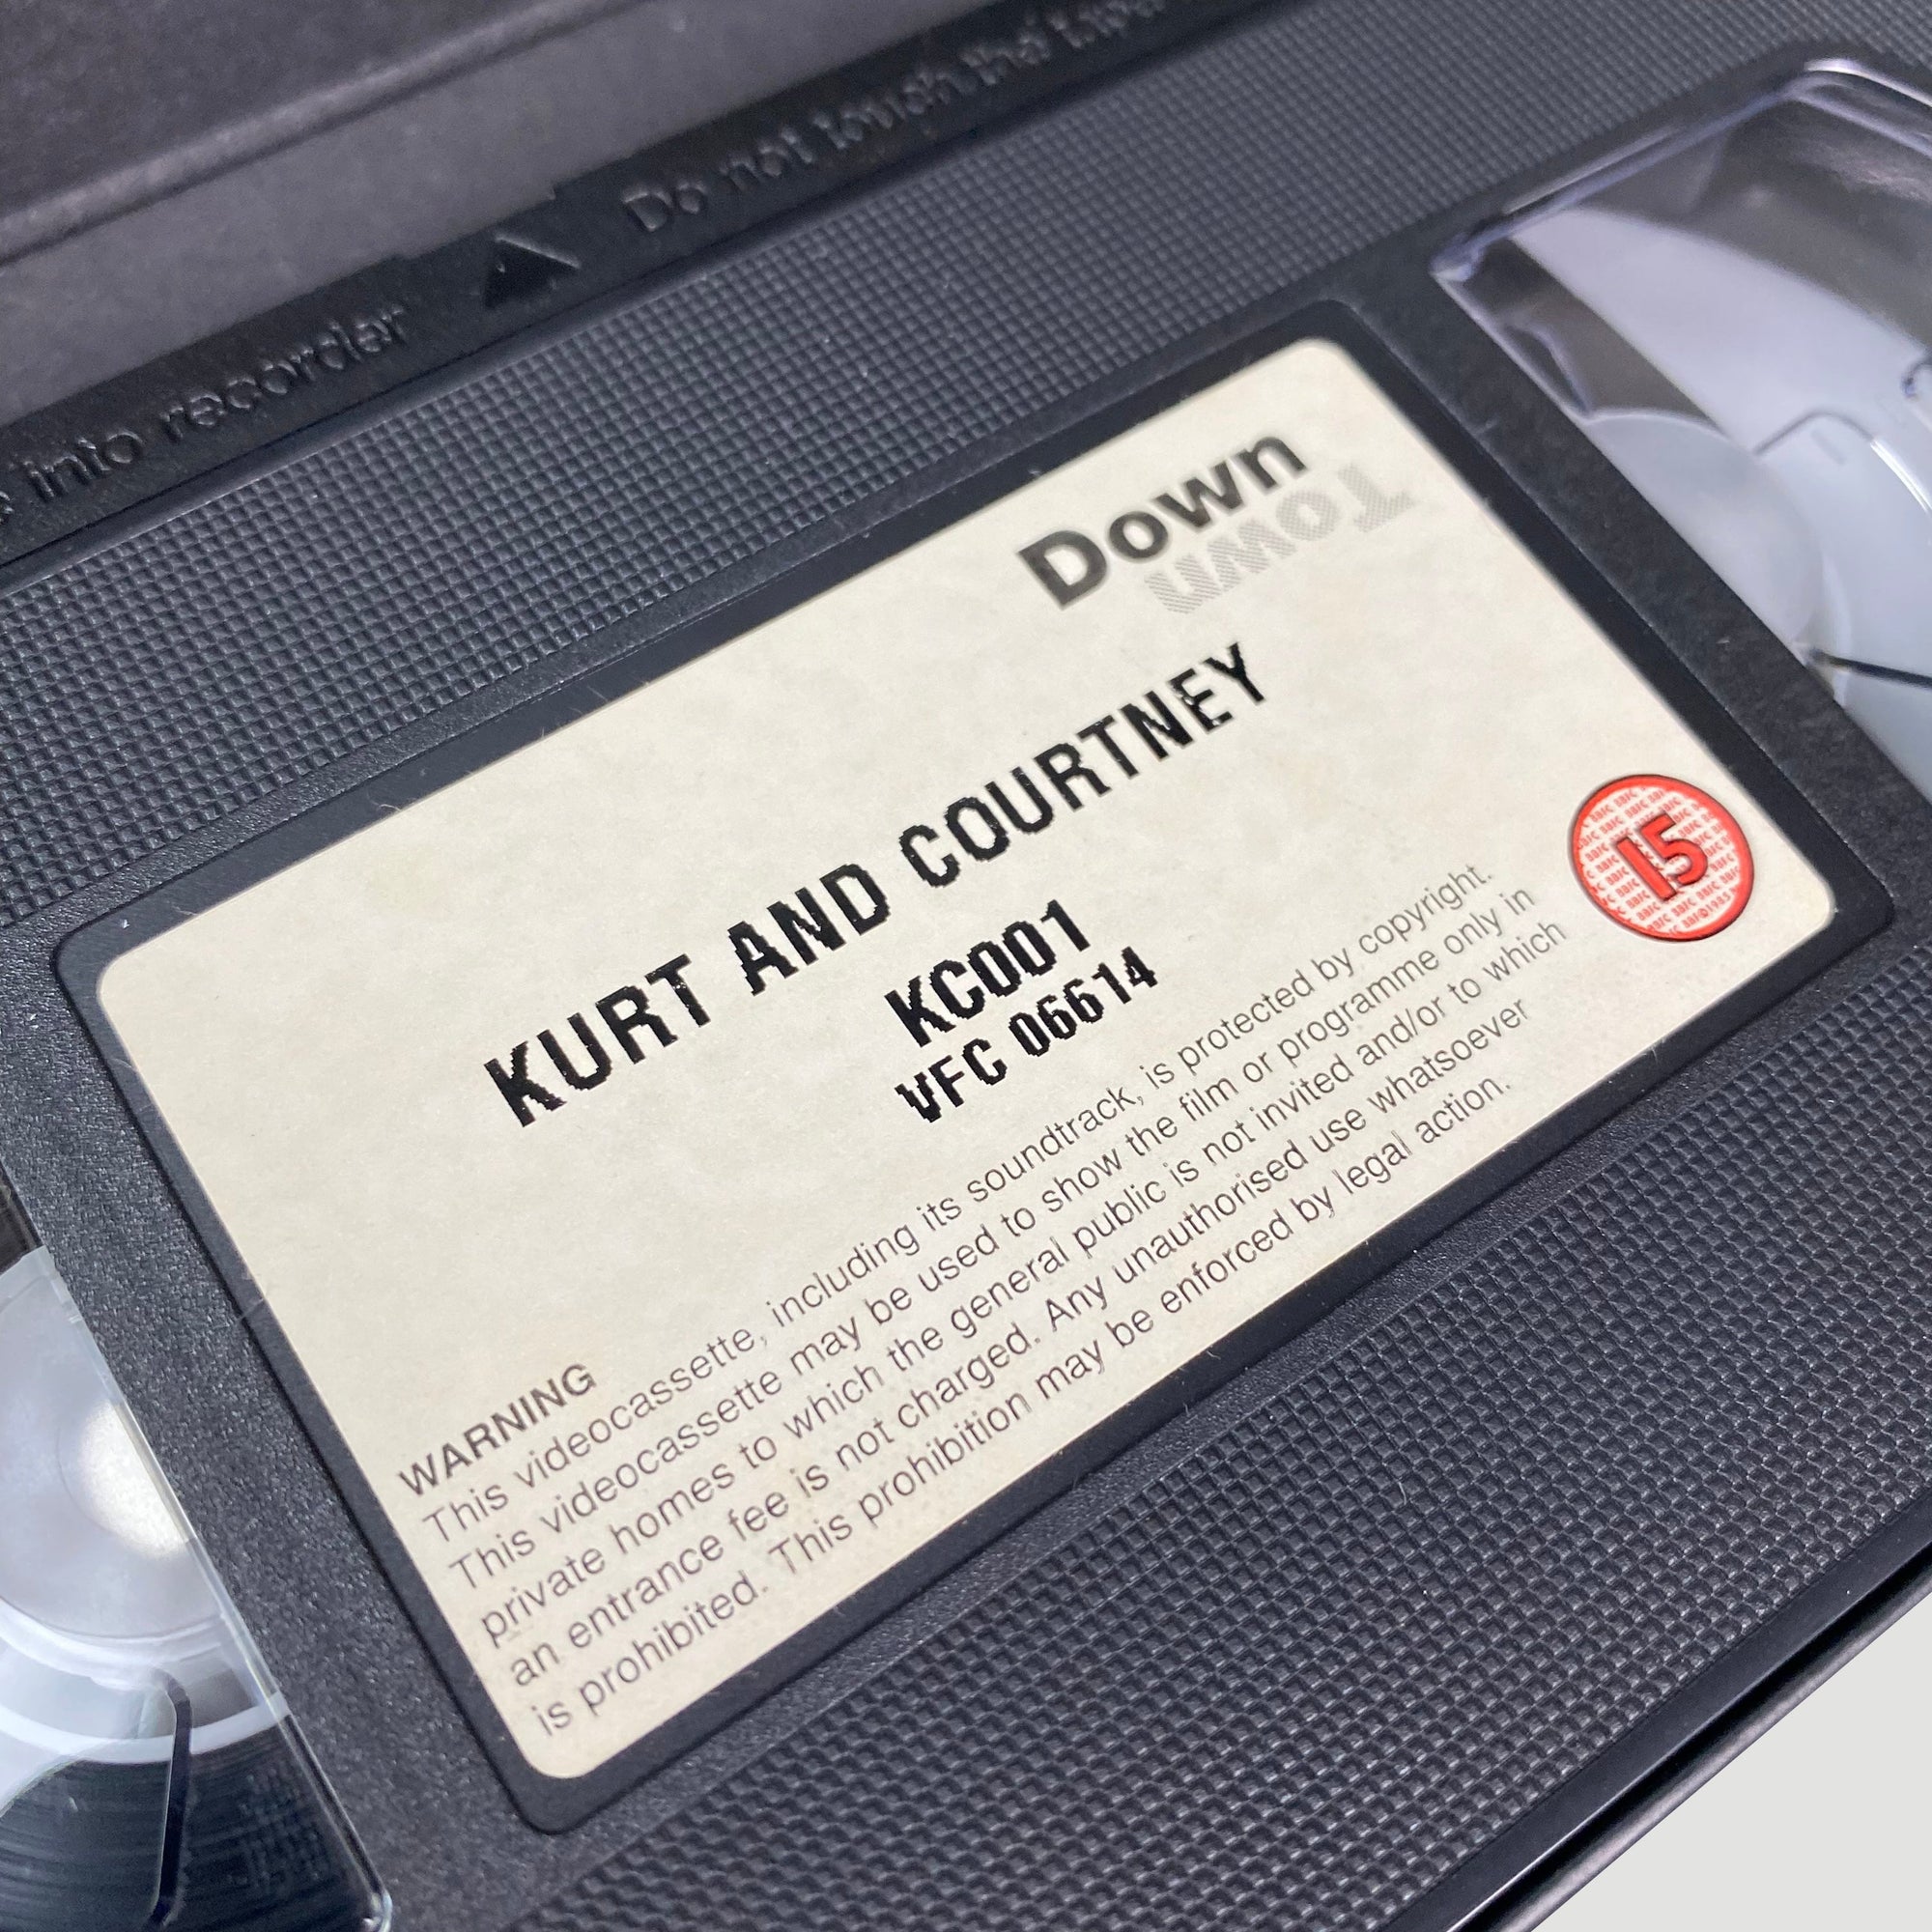 into recorder
Do not touch the
Down
Town
KURT AND COURTNEY
KC001
VFC 06614
15
WARNING
This videocassette, including its soundtrack, is protected by copyright.
This videocassette may be used to show the film or programme only in
private homes to which the general public is not invited and/or to which
an entrance fee is not charged. Any unauthorised use whatsoever
is prohibited. This prohibition may be enforced by legal action.